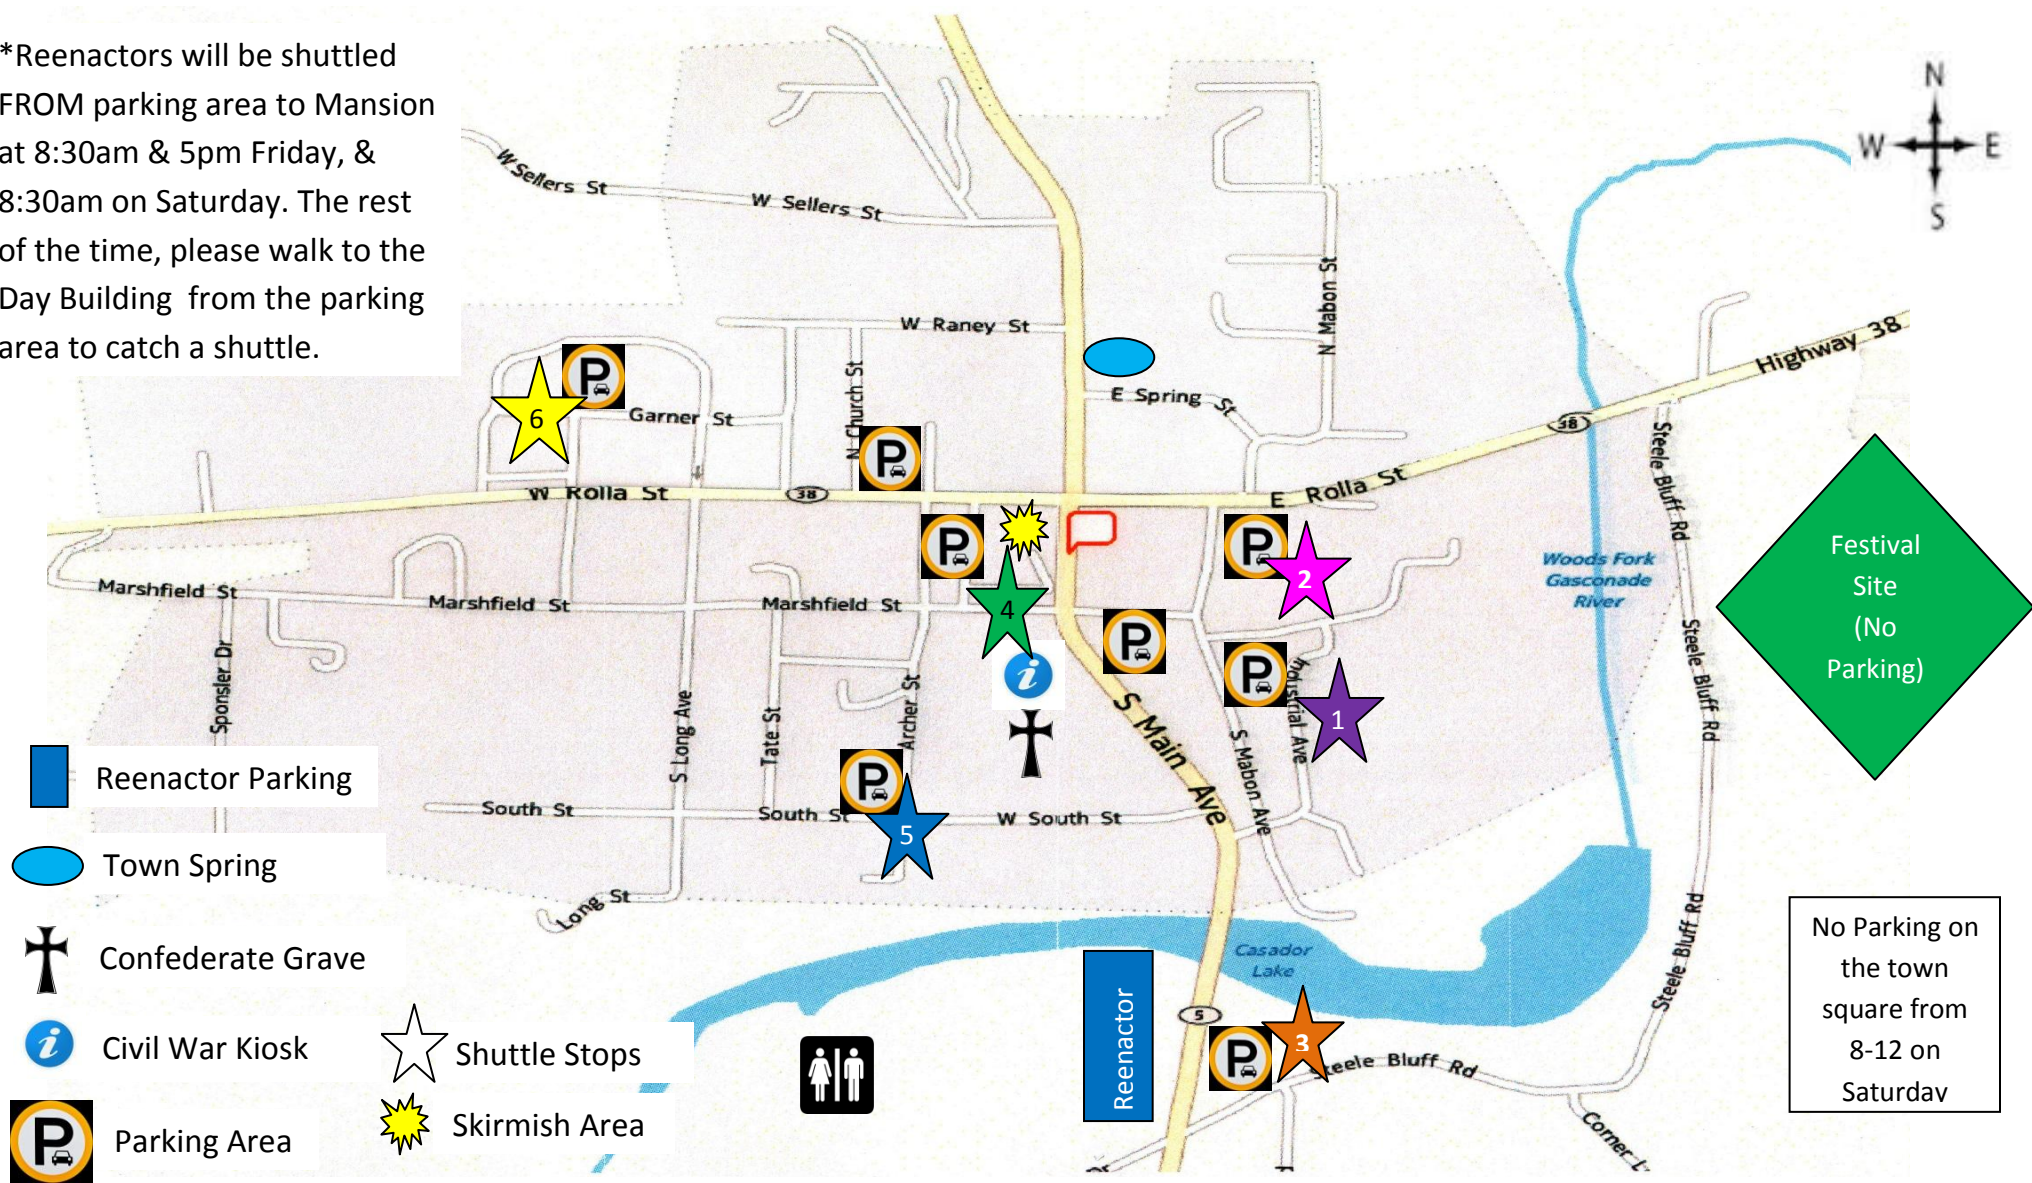 *Reenactors will be shuttled
FROM parking area to Mansion
at 8:30am & 5pm Friday, &
8:30am on Saturday. The rest
of the time, please walk to the
Day Building from the parking
area to catch a shuttle.
N
W E
S
W Sellers St
W Sellers St
N Mabon St
W Raney St
Highway 38
N Church St
E Spring St
6
Garner St
38
Steele Bluff Rd
W Rolla St
38
E Rolla St
Festival
Site
(No
Parking)
Woods Fork
Gasconade
River
2
Marshfield St
Marshfield St
Marshfield St
4
Steele Bluff Rd
Sponsler Dr
S Long Ave
Tate St
Archer St
S Main Ave
S Mabon Ave
Industrial Ave
1
Reenactor Parking
South St
South St
W South St
5
Town Spring
Long St
Steele Bluff Rd
Confederate Grave
Casador
Lake
No Parking on
the town
square from
8-12 on
Saturday
Reenactor
5
3
Civil War Kiosk
Shuttle Stops
Steele Bluff Rd
P
Parking Area
Skirmish Area
Corner